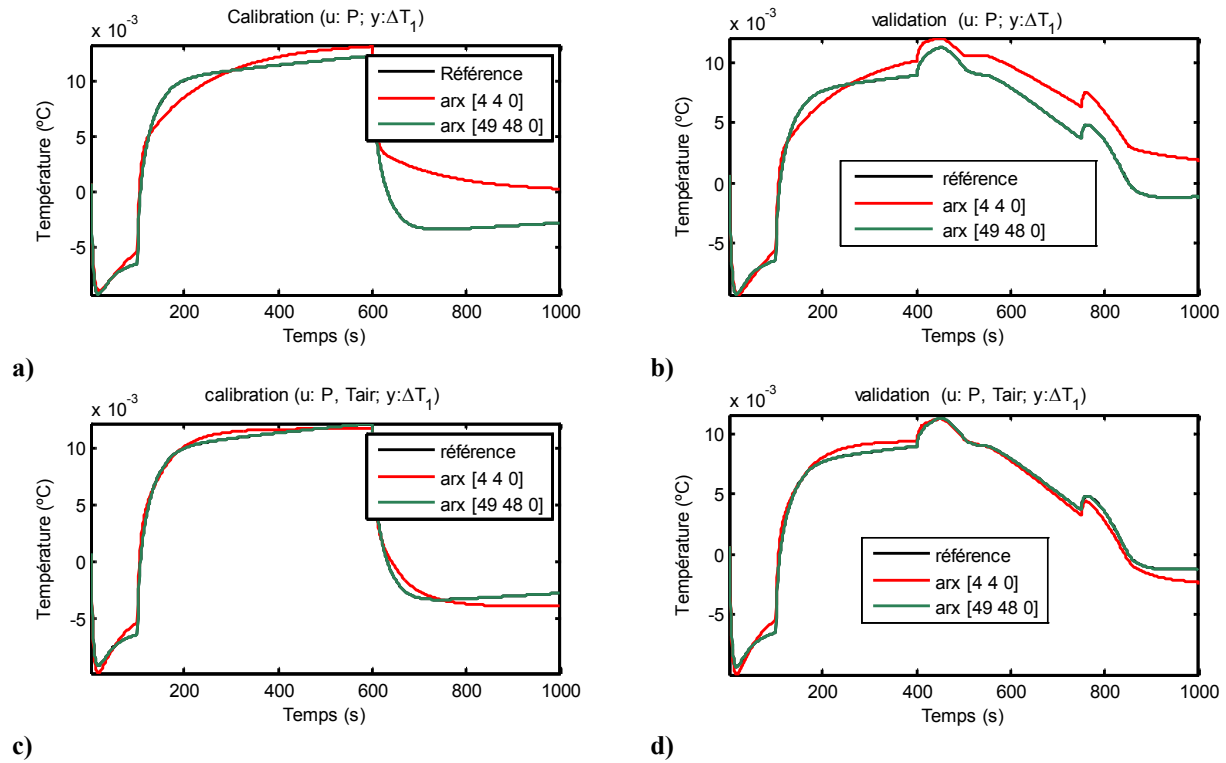 Calibration (u: P; y:ΔT1)
x 10-3
10
5
0
-5
Température (ºC)
Référence
arx [4 4 0]
arx [49 48 0]
200 400 600 800 1000
Temps (s)
a)
validation (u: P; y:ΔT1)
x 10-3
10
5
0
-5
Température (ºC)
référence
arx [4 4 0]
arx [49 48 0]
200 400 600 800 1000
Temps (s)
b)
calibration (u: P, Tair; y:ΔT1)
x 10-3
10
5
0
-5
Température (ºC)
référence
arx [4 4 0]
arx [49 48 0]
200 400 600 800 1000
Temps (s)
c)
validation (u: P, Tair; y:ΔT1)
x 10-3
10
5
0
-5
Température (ºC)
référence
arx [4 4 0]
arx [49 48 0]
200 400 600 800 1000
Temps (s)
d)